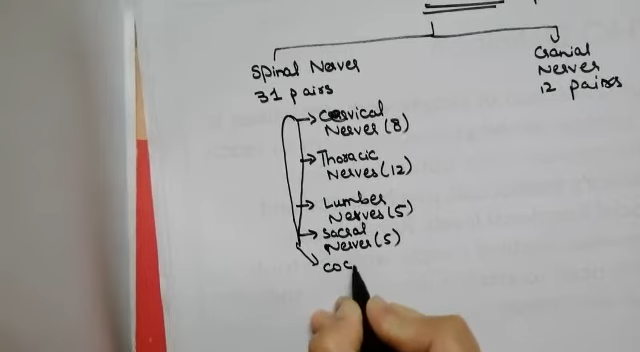 Spinal Nerves
31 pairs
Cranial
Nerves
12 pairs
Cervical
Nerves (8)
Thoracic
Nerves (12)
Lumber
Nerves (5)
Sacral
Nerves (5)
Coc